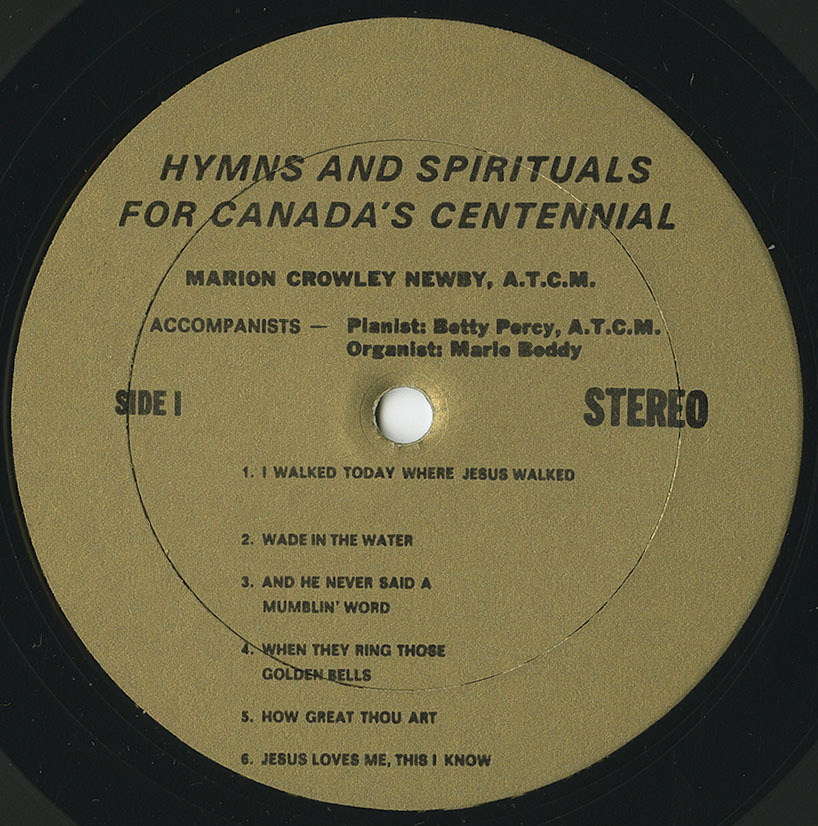 HYMNS AND SPIRITUALS
FOR CANADA'S CENTENNIAL
MARION CROWLEY NEWBY, A.T.C.M.
ACCOMPANISTS — Pianist: Betty Percy, A.T.C.M.
Organist: Marie Boddy
SIDE I
STEREO
1. I WALKED TODAY WHERE JESUS WALKED
2. WADE IN THE WATER
3. AND HE NEVER SAID A
MUMBLIN' WORD
4. WHEN THEY RING THOSE
GOLDEN BELLS
5. HOW GREAT THOU ART
6. JESUS LOVES ME, THIS I KNOW